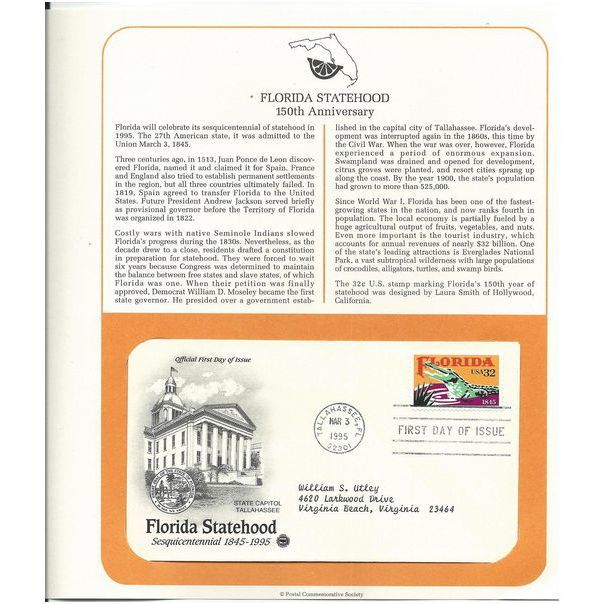 FLORIDA STATEHOOD
150th Anniversary
Florida will celebrate its sesquicentennial of statehood in
1995. The 27th American state, it was admitted to the
Union March 3, 1845.
Three centuries ago, in 1513, Juan Ponce de Leon discov-
ered Florida, named it and claimed it for Spain. France
and England also tried to establish permanent settlements
in the region, but all three countries ultimately failed. In
1819, Spain agreed to transfer Florida to the United
States. Future President Andrew Jackson served briefly
as provisional governor before the Territory of Florida
was organized in 1822.
Costly wars with native Seminole Indians slowed
Florida's progress during the 1830s. Nevertheless, as the
decade drew to a close, residents drafted a constitution
in preparation for statehood. They were forced to wait
six years because Congress was determined to maintain
the balance between free states and slave states, of which
Florida was one. When their petition was finally
approved, Democrat William D. Moseley became the first
state governor. He presided over a government estab-
lished in the capital city of Tallahassee. Florida's devel-
opment was interrupted again in the 1860s, this time by
the Civil War. When the war was over, however, Florida
experienced a period of enormous expansion.
Swampland was drained and opened for development,
citrus groves were planted, and resort cities sprang up
along the coast. By the year 1900, the state's population
had grown to more than 525,000.
Since World War I, Florida has been one of the fastest-
growing states in the nation, and now ranks fourth in
population. The local economy is partially fueled by a
huge agricultural output of fruits, vegetables, and nuts.
Even more important is the tourist industry, which
accounts for annual revenues of nearly $32 billion. One
of the state's leading attractions is Everglades National
Park, a vast subtropical wilderness with large populations
of crocodiles, alligators, turtles, and swamp birds.
The 32¢ U.S. stamp marking Florida's 150th year of
statehood was designed by Laura Smith of Hollywood,
California.
Official First Day of Issue
FLORIDA
USA 32
1845
TALLAHASSEE, FL
MAR 3
1995
32301
FIRST DAY OF ISSUE
STATE CAPITOL
TALLAHASSEE
William S. Utley
4620 Larkwood Drive
Virginia Beach, Virginia 23464
Florida Statehood
Sesquicentennial 1845-1995
© Postal Commemorative Society